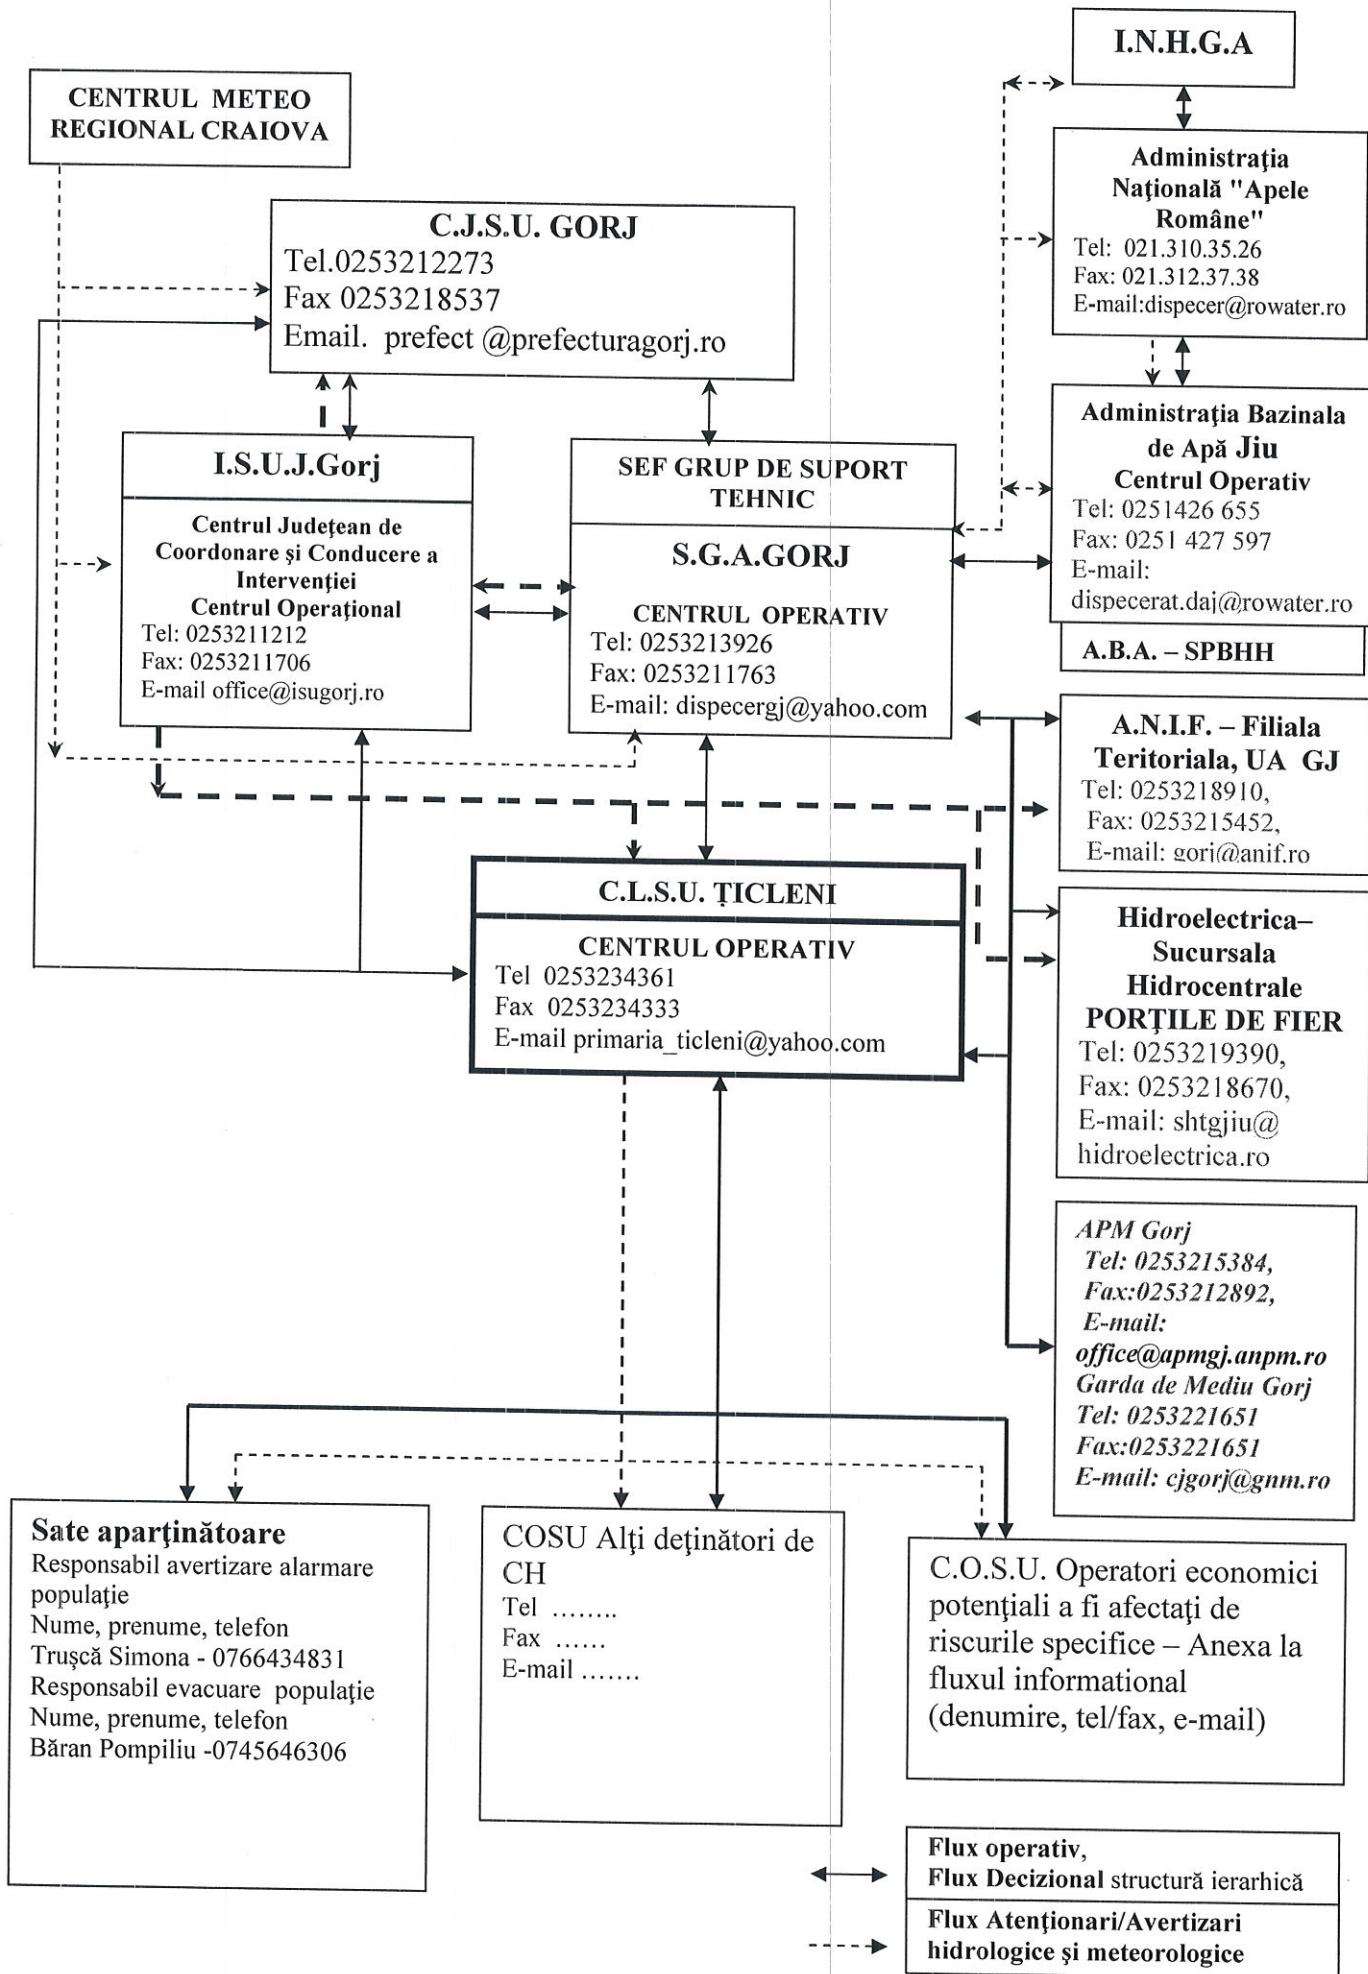 I.N.H.G.A
CENTRUL METEO
REGIONAL CRAIOVA
Administraţia
Naţională "Apele
Române"
Tel: 021.310.35.26
Fax: 021.312.37.38
E-mail:dispecer@rowater.ro
C.J.S.U. GORJ
Tel.0253212273
Fax 0253218537
Email. prefect @prefecturagorj.ro
Administraţia Bazinala
de Apă Jiu
Centrul Operativ
Tel: 0251426 655
Fax: 0251 427 597
E-mail:
dispecerat.daj@rowater.ro
A.B.A. – SPBHH
I.S.U.J.Gorj
Centrul Judeţean de
Coordonare şi Conducere a
Intervenţiei
Centrul Operaţional
Tel: 0253211212
Fax: 0253211706
E-mail office@isugorj.ro
SEF GRUP DE SUPORT
TEHNIC
S.G.A.GORJ
CENTRUL OPERATIV
Tel: 0253213926
Fax: 0253211763
E-mail: dispecergj@yahoo.com
A.N.I.F. – Filiala
Teritoriala, UA GJ
Tel: 0253218910,
Fax: 0253215452,
E-mail: gorj@anif.ro
C.L.S.U. ŢICLENI
CENTRUL OPERATIV
Tel 0253234361
Fax 0253234333
E-mail primaria_ticleni@yahoo.com
Hidroelectrica–
Sucursala
Hidrocentrale
PORŢILE DE FIER
Tel: 0253219390,
Fax: 0253218670,
E-mail: shtgjiu@
hidroelectrica.ro
APM Gorj
Tel: 0253215384,
Fax:0253212892,
E-mail:
office@apmgj.anpm.ro
Garda de Mediu Gorj
Tel: 0253221651
Fax:0253221651
E-mail: cjgorj@gnm.ro
Sate aparţinătoare
Responsabil avertizare alarmare
populaţie
Nume, prenume, telefon
Trușcă Simona - 0766434831
Responsabil evacuare populaţie
Nume, prenume, telefon
Băran Pompiliu -0745646306
COSU Alţi deţinători de
CH
Tel ........
Fax ......
E-mail .......
C.O.S.U. Operatori economici
potenţiali a fi afectaţi de
riscurile specifice – Anexa la
fluxul informational
(denumire, tel/fax, e-mail)
Flux operativ,
Flux Decizional structură ierarhică
Flux Atenţionari/Avertizari
hidrologice şi meteorologice